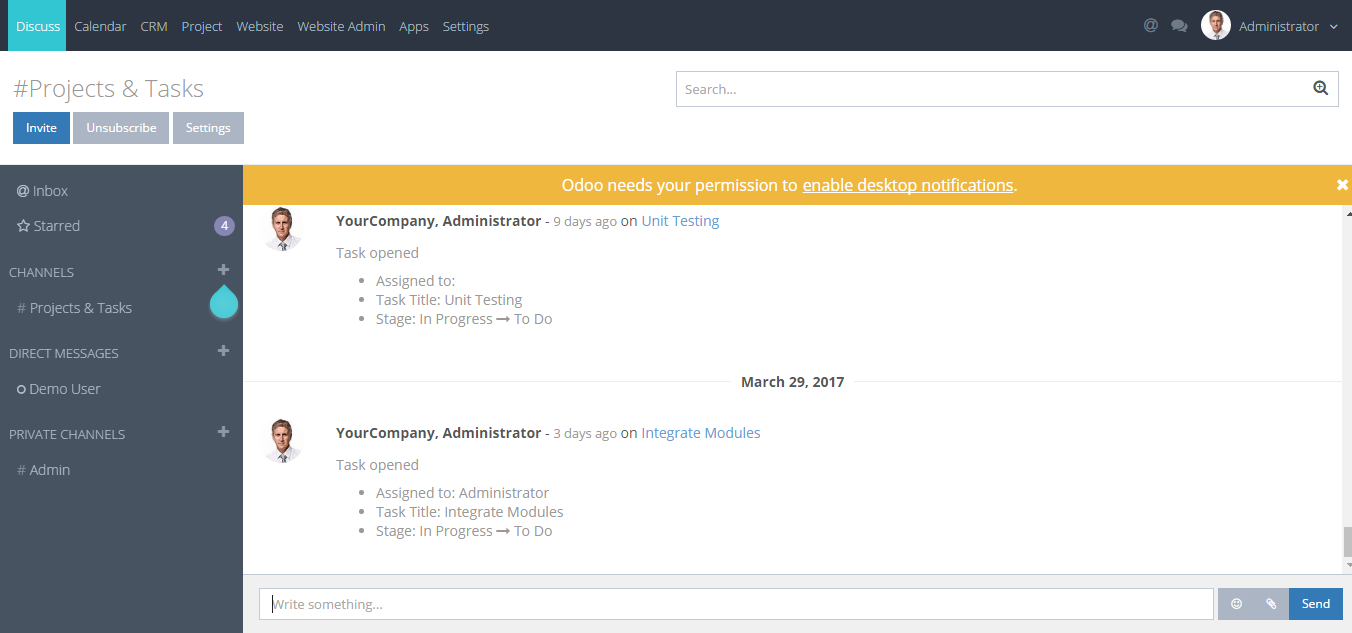 Discuss Calendar CRM Project Website Website Admin Apps Settings @ Administrator
#Projects & Tasks
Search...
Invite Unsubscribe Settings
@ Inbox
Starred 4
CHANNELS +
# Projects & Tasks
DIRECT MESSAGES +
Demo User
PRIVATE CHANNELS +
# Admin
Odoo needs your permission to enable desktop notifications. ✖
YourCompany, Administrator - 9 days ago on Unit Testing
Task opened
• Assigned to:
• Task Title: Unit Testing
• Stage: In Progress → To Do
March 29, 2017
YourCompany, Administrator - 3 days ago on Integrate Modules
Task opened
• Assigned to: Administrator
• Task Title: Integrate Modules
• Stage: In Progress → To Do
Write something... Send